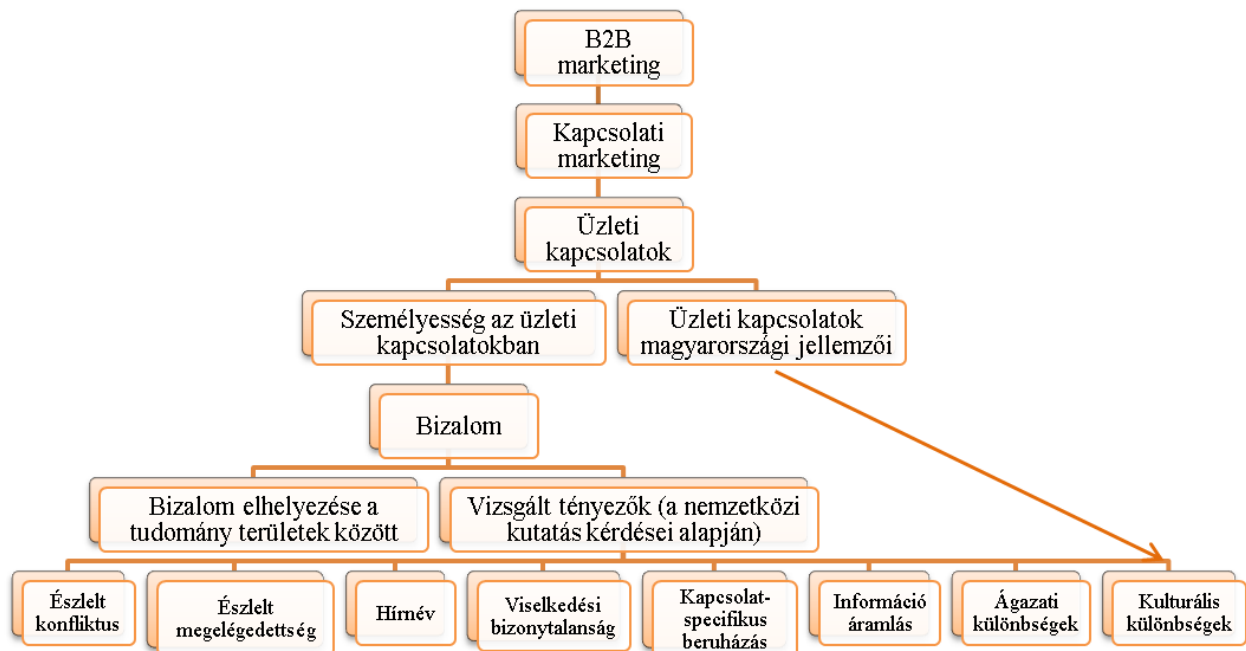 B2B
marketing
Kapcsolati
marketing
Üzleti
kapcsolatok
Személyesség az üzleti
kapcsolatokban
Üzleti kapcsolatok
magyarországi jellemzői
Bizalom
Bizalom elhelyezése a
tudomány területek között
Vizsgált tényezők (a nemzetközi
kutatás kérdései alapján)
Észlelt
konfliktus
Észlelt
megelégedettség
Hírnév
Viselkedési
bizonytalanság
Kapcsolat-
specifikus
beruházás
Információ
áramlás
Ágazati
különbségek
Kulturális
különbségek